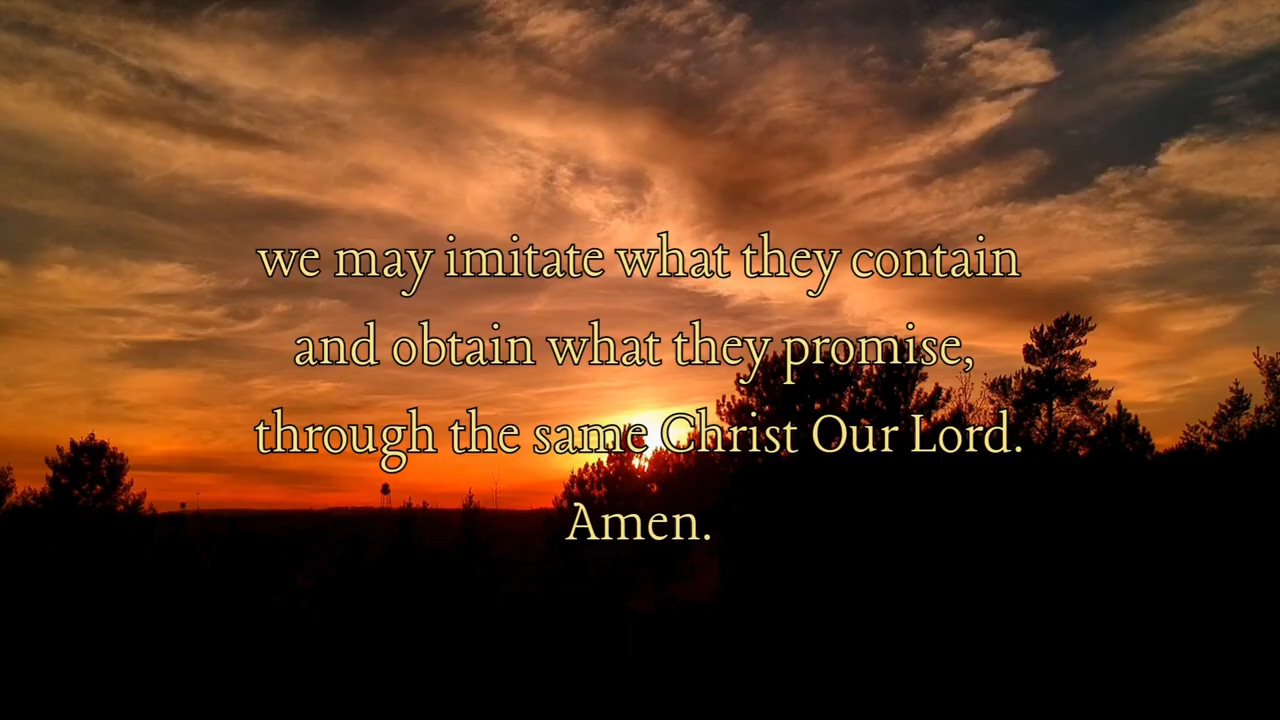 we may imitate what they contain
and obtain what they promise,
through the same Christ Our Lord.
Amen.